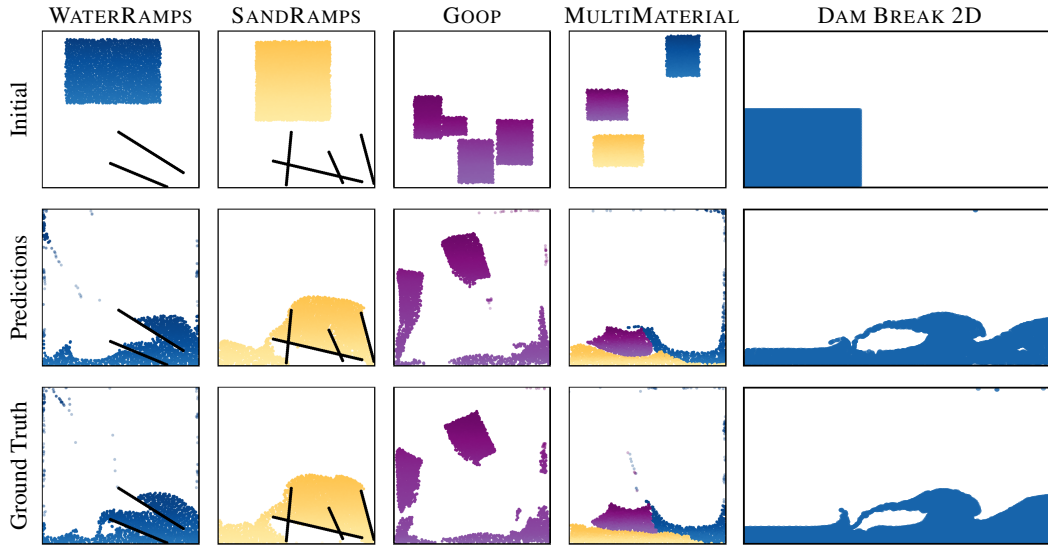 WATERRAMPS SANDRAMPS GOOP MULTIMATERIAL DAM BREAK 2D
Initial
Predictions
Ground Truth